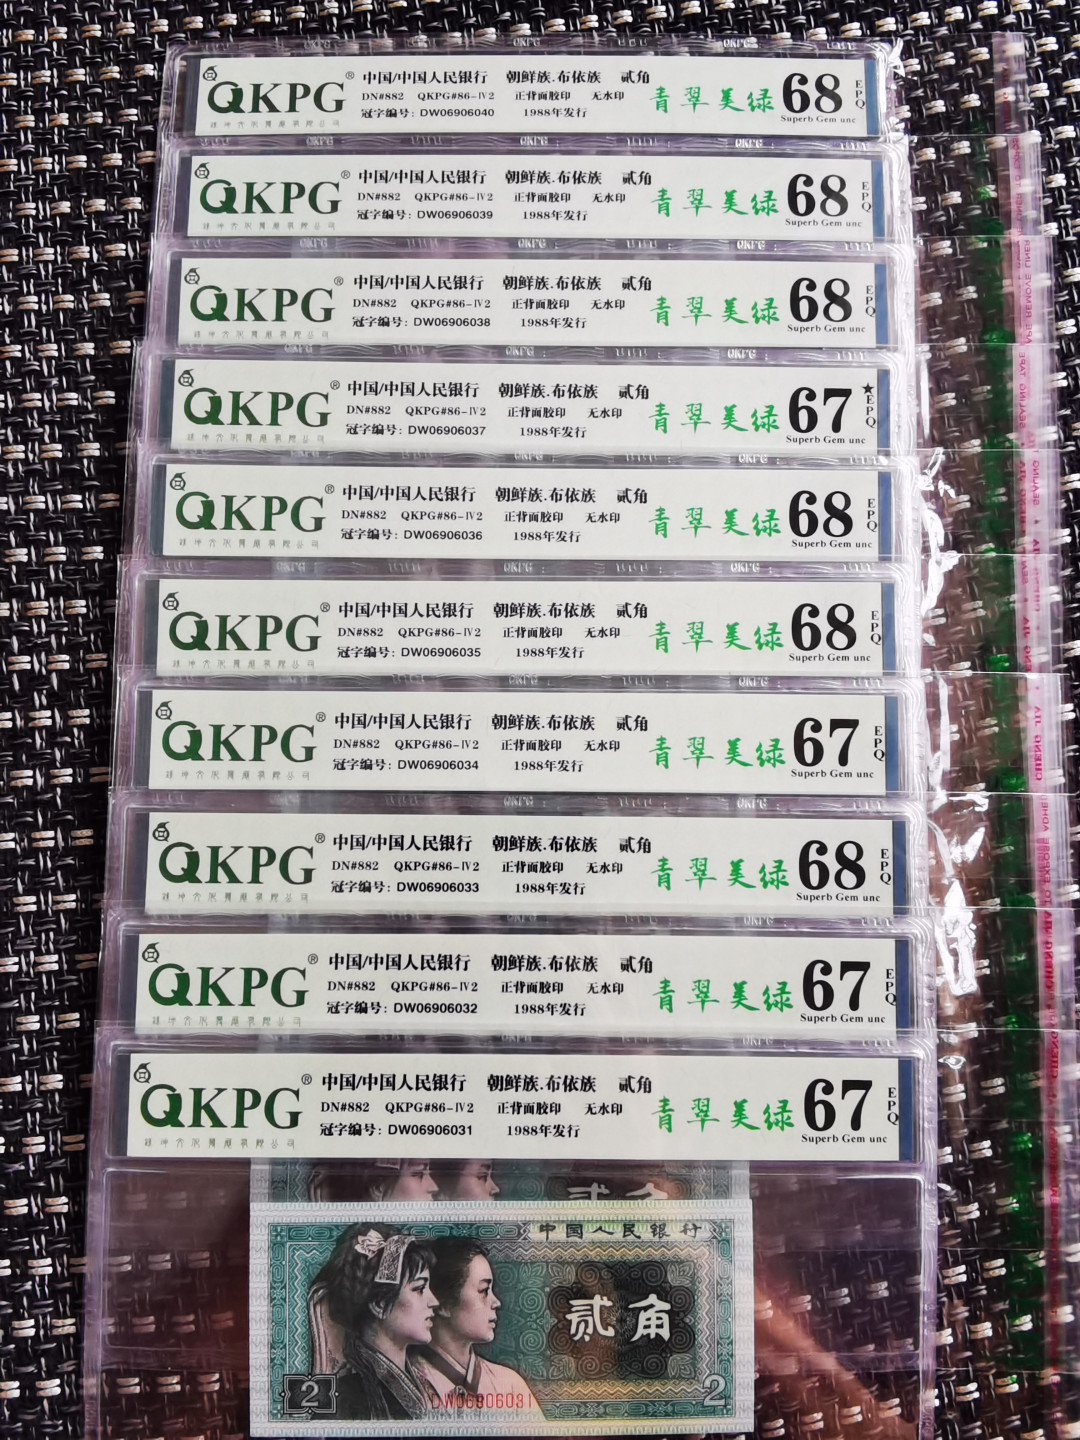 QKPG® 中国/中国人民银行 朝鲜族.布依族 贰角 青翠美绿 68 EPQ
DN#882 QKPG#86-IV2 正背面胶印 无水印
冠字编号: DW06906040 1988年发行 Superb Gem unc
QKPG® 中国/中国人民银行 朝鲜族.布依族 贰角 青翠美绿 68 EPQ
DN#882 QKPG#86-IV2 正背面胶印 无水印
冠字编号: DW06906039 1988年发行 Superb Gem unc
QKPG® 中国/中国人民银行 朝鲜族.布依族 贰角 青翠美绿 68 EPQ
DN#882 QKPG#86-IV2 正背面胶印 无水印
冠字编号: DW06906038 1988年发行 Superb Gem unc
QKPG® 中国/中国人民银行 朝鲜族.布依族 贰角 青翠美绿 67 ★ EPQ
DN#882 QKPG#86-IV2 正背面胶印 无水印
冠字编号: DW06906037 1988年发行 Superb Gem unc
QKPG® 中国/中国人民银行 朝鲜族.布依族 贰角 青翠美绿 68 EPQ
DN#882 QKPG#86-IV2 正背面胶印 无水印
冠字编号: DW06906036 1988年发行 Superb Gem unc
QKPG® 中国/中国人民银行 朝鲜族.布依族 贰角 青翠美绿 68 EPQ
DN#882 QKPG#86-IV2 正背面胶印 无水印
冠字编号: DW06906035 1988年发行 Superb Gem unc
QKPG® 中国/中国人民银行 朝鲜族.布依族 贰角 青翠美绿 67 EPQ
DN#882 QKPG#86-IV2 正背面胶印 无水印
冠字编号: DW06906034 1988年发行 Superb Gem unc
QKPG® 中国/中国人民银行 朝鲜族.布依族 贰角 青翠美绿 68 EPQ
DN#882 QKPG#86-IV2 正背面胶印 无水印
冠字编号: DW06906033 1988年发行 Superb Gem unc
QKPG® 中国/中国人民银行 朝鲜族.布依族 贰角 青翠美绿 67 EPQ
DN#882 QKPG#86-IV2 正背面胶印 无水印
冠字编号: DW06906032 1988年发行 Superb Gem unc
QKPG® 中国/中国人民银行 朝鲜族.布依族 贰角 青翠美绿 67 EPQ
DN#882 QKPG#86-IV2 正背面胶印 无水印
冠字编号: DW06906031 1988年发行 Superb Gem unc
中国人民银行
贰角
2 DW06906031 2